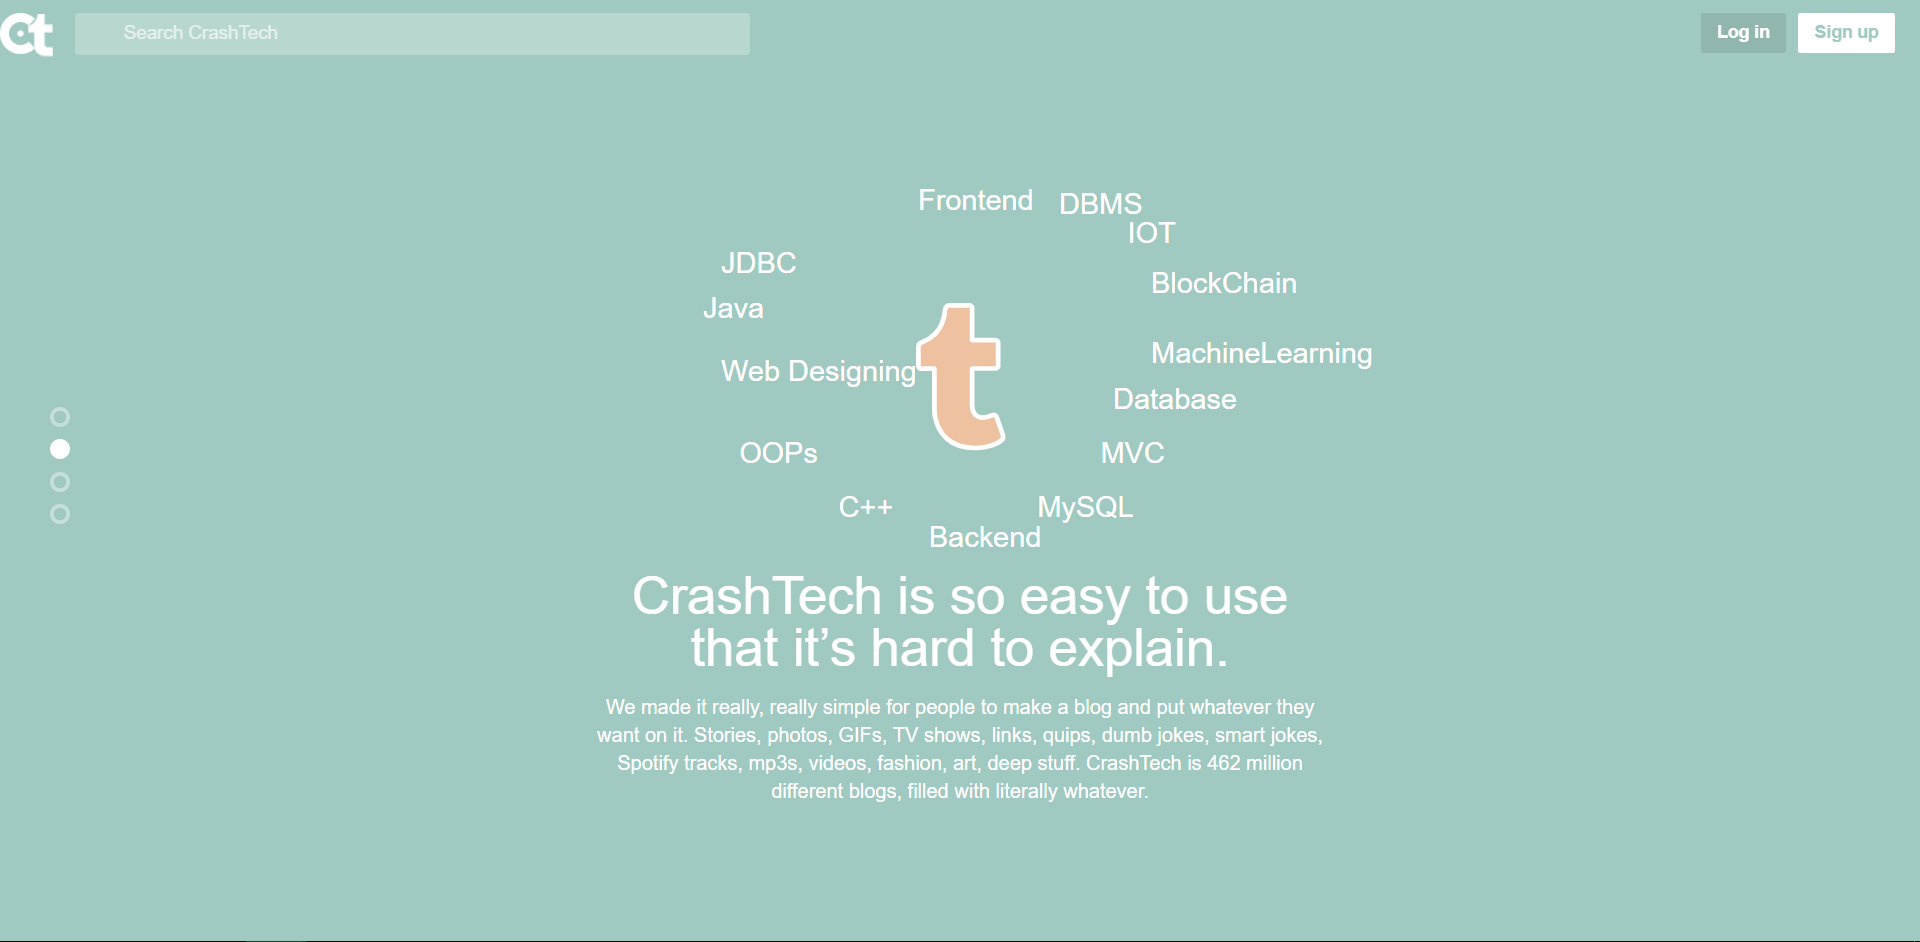 Ct
Search CrashTech
Log in
Sign up
Frontend
DBMS
IOT
JDBC
BlockChain
Java
MachineLearning
Web Designing
t
Database
OOPs
MVC
C++
MySQL
Backend
CrashTech is so easy to use
that it’s hard to explain.
We made it really, really simple for people to make a blog and put whatever they
want on it. Stories, photos, GIFs, TV shows, links, quips, dumb jokes, smart jokes,
Spotify tracks, mp3s, videos, fashion, art, deep stuff. CrashTech is 462 million
different blogs, filled with literally whatever.